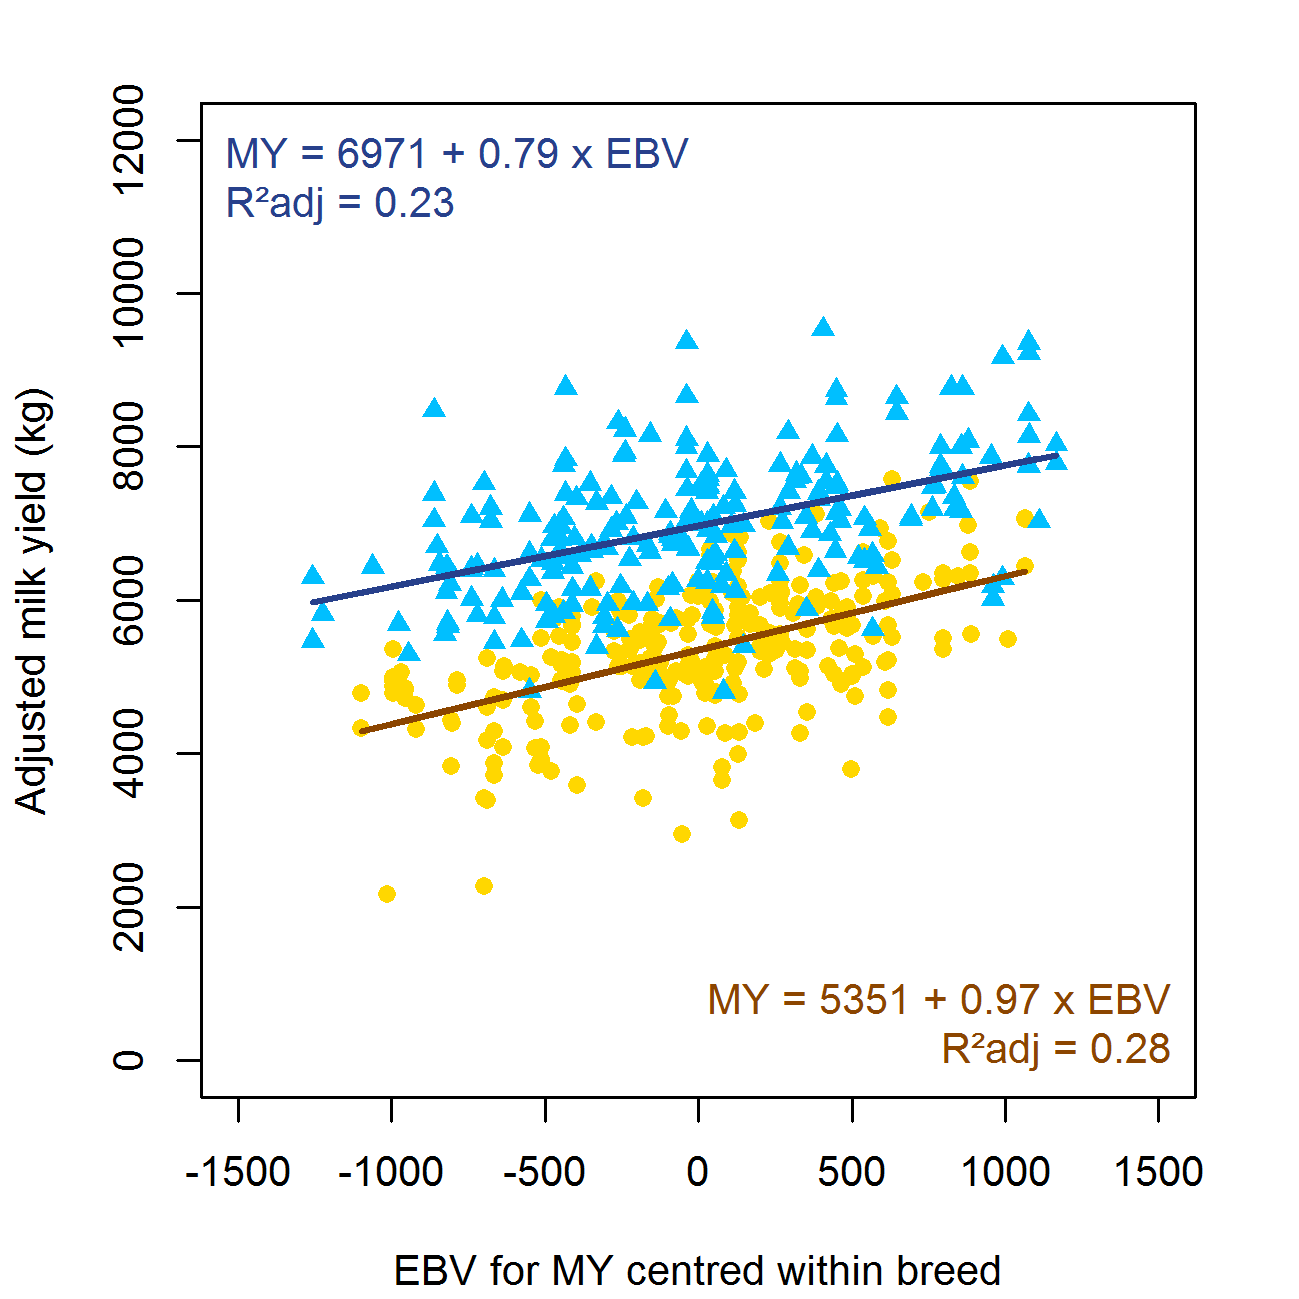 MY = 6971 + 0.79 x EBV
R²adj = 0.23
12000
10000
8000
6000
4000
2000
0
Adjusted milk yield (kg)
MY = 5351 + 0.97 x EBV
R²adj = 0.28
-1500 -1000 -500 0 500 1000 1500
EBV for MY centred within breed